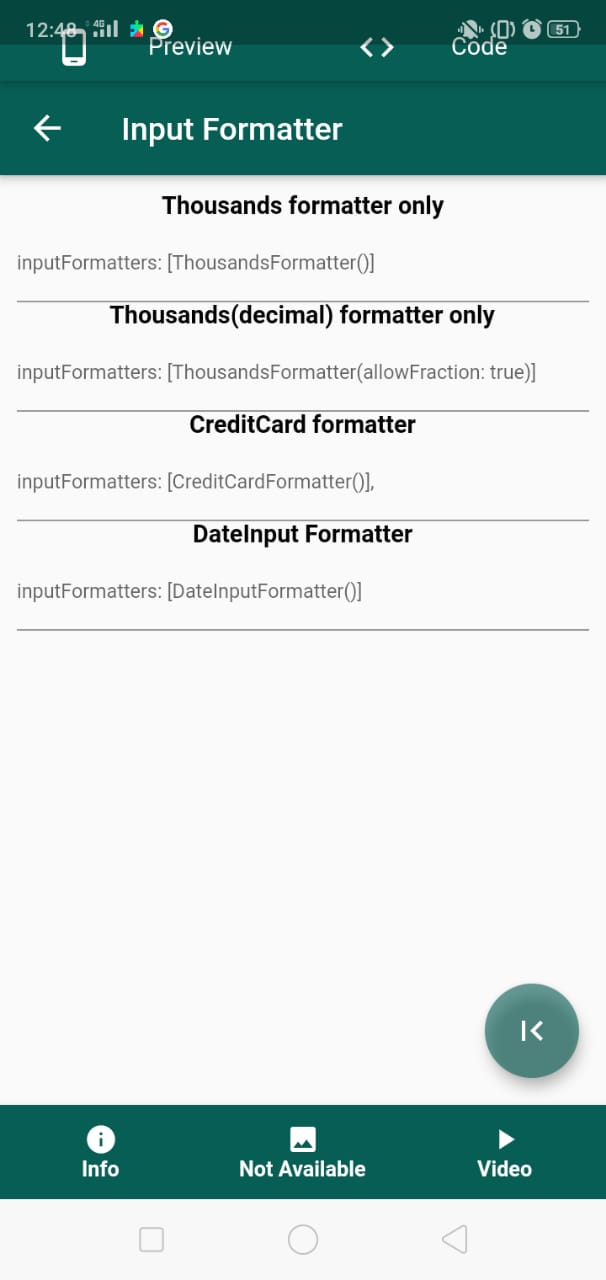 12:48 4G 51
Preview <> Code
Input Formatter
Thousands formatter only
inputFormatters: [ThousandsFormatter()]
Thousands(decimal) formatter only
inputFormatters: [ThousandsFormatter(allowFraction: true)]
CreditCard formatter
inputFormatters: [CreditCardFormatter()],
DateInput Formatter
inputFormatters: [DateInputFormatter()]
Info Not Available Video